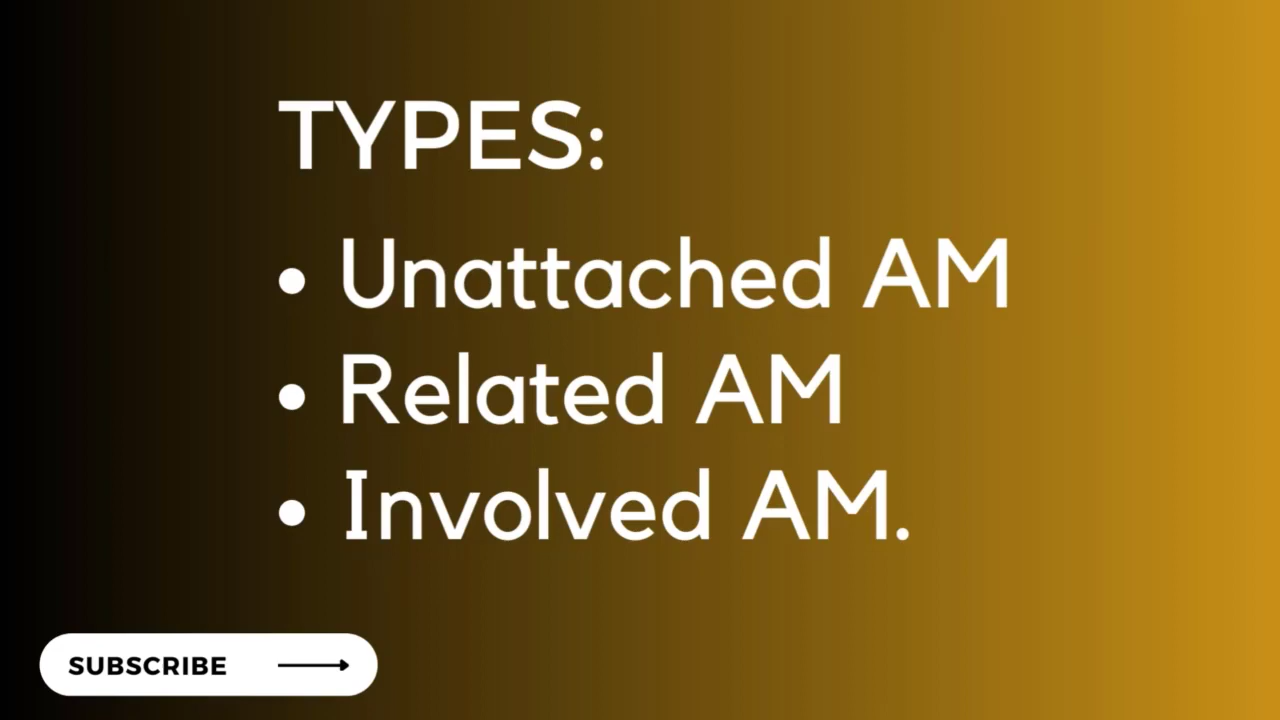 TYPES:
• Unattached AM
• Related AM
• Involved AM.
SUBSCRIBE